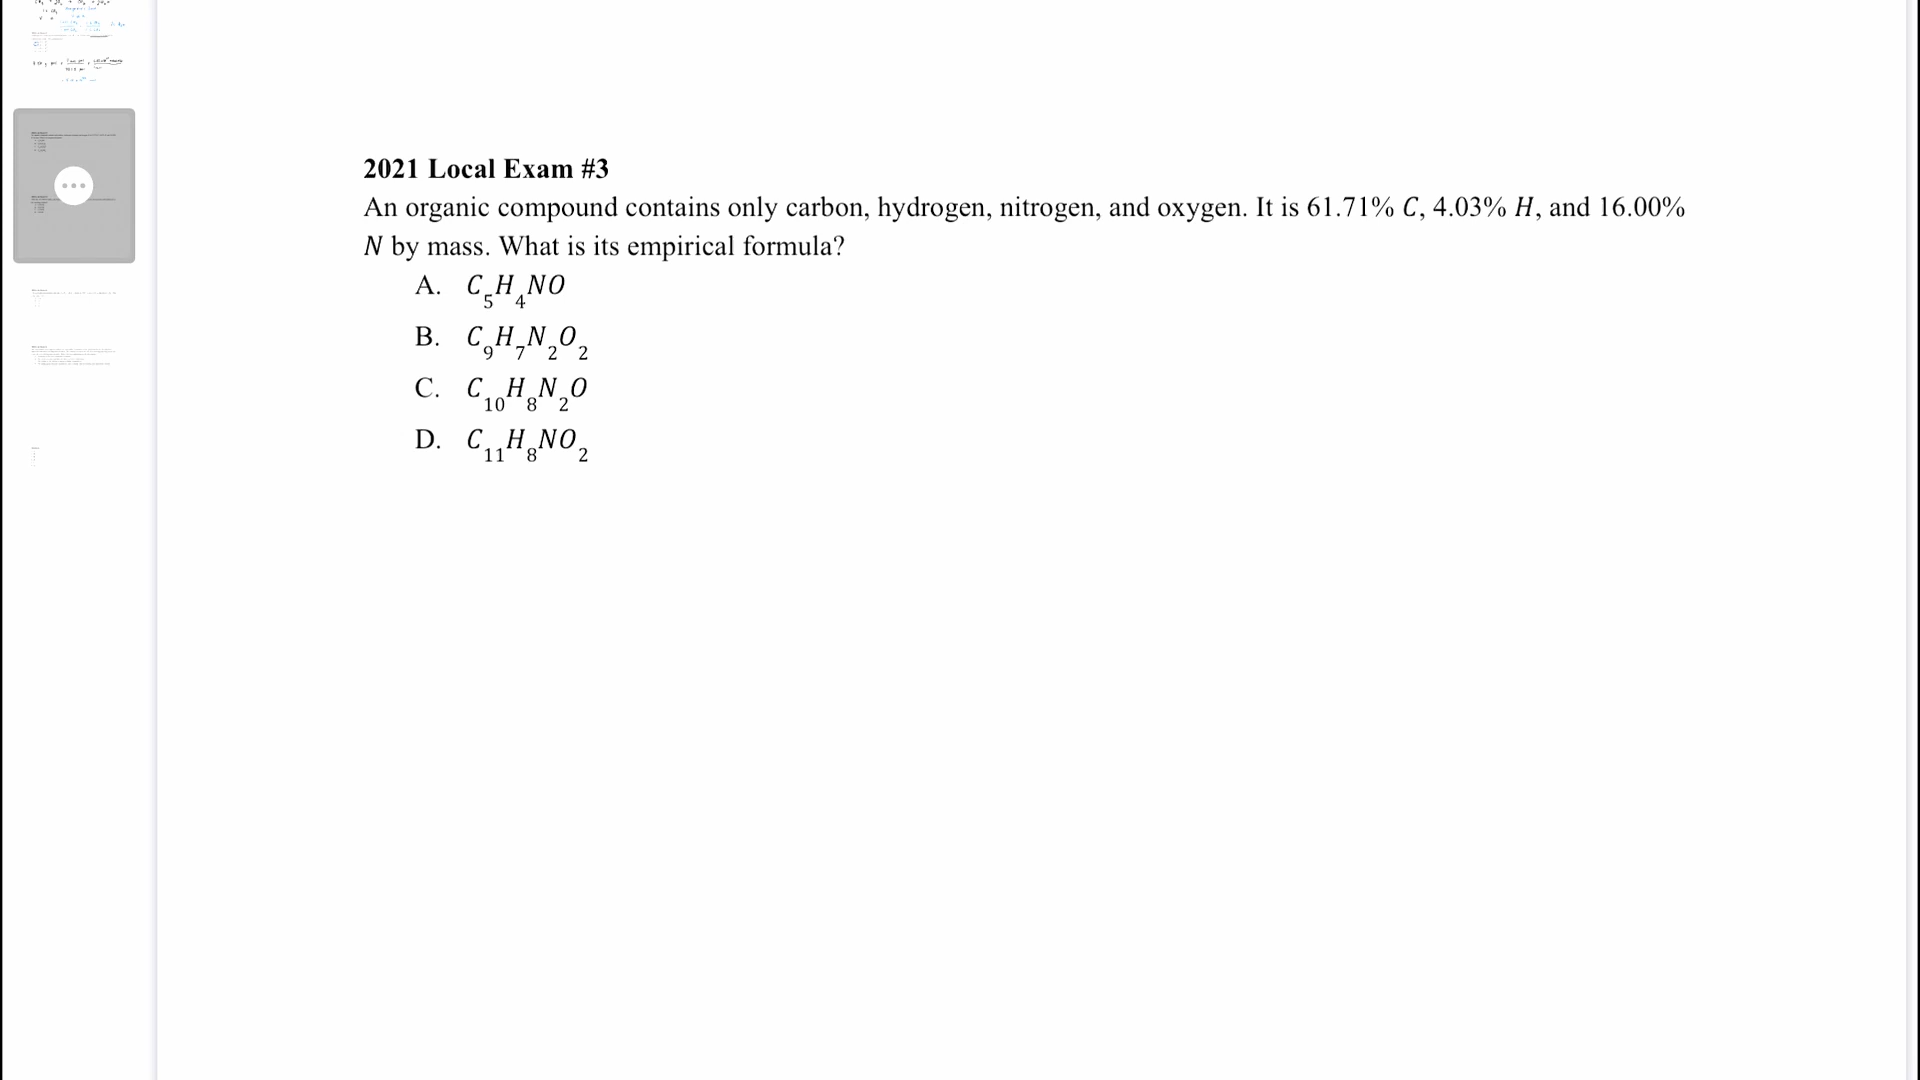 2021 Local Exam #3
An organic compound contains only carbon, hydrogen, nitrogen, and oxygen. It is 61.71% C, 4.03% H, and 16.00%
N by mass. What is its empirical formula?
A. C₅H₄NO
B. C₉H₇N₂O₂
C. C₁₀H₈N₂O
D. C₁₁H₈NO₂